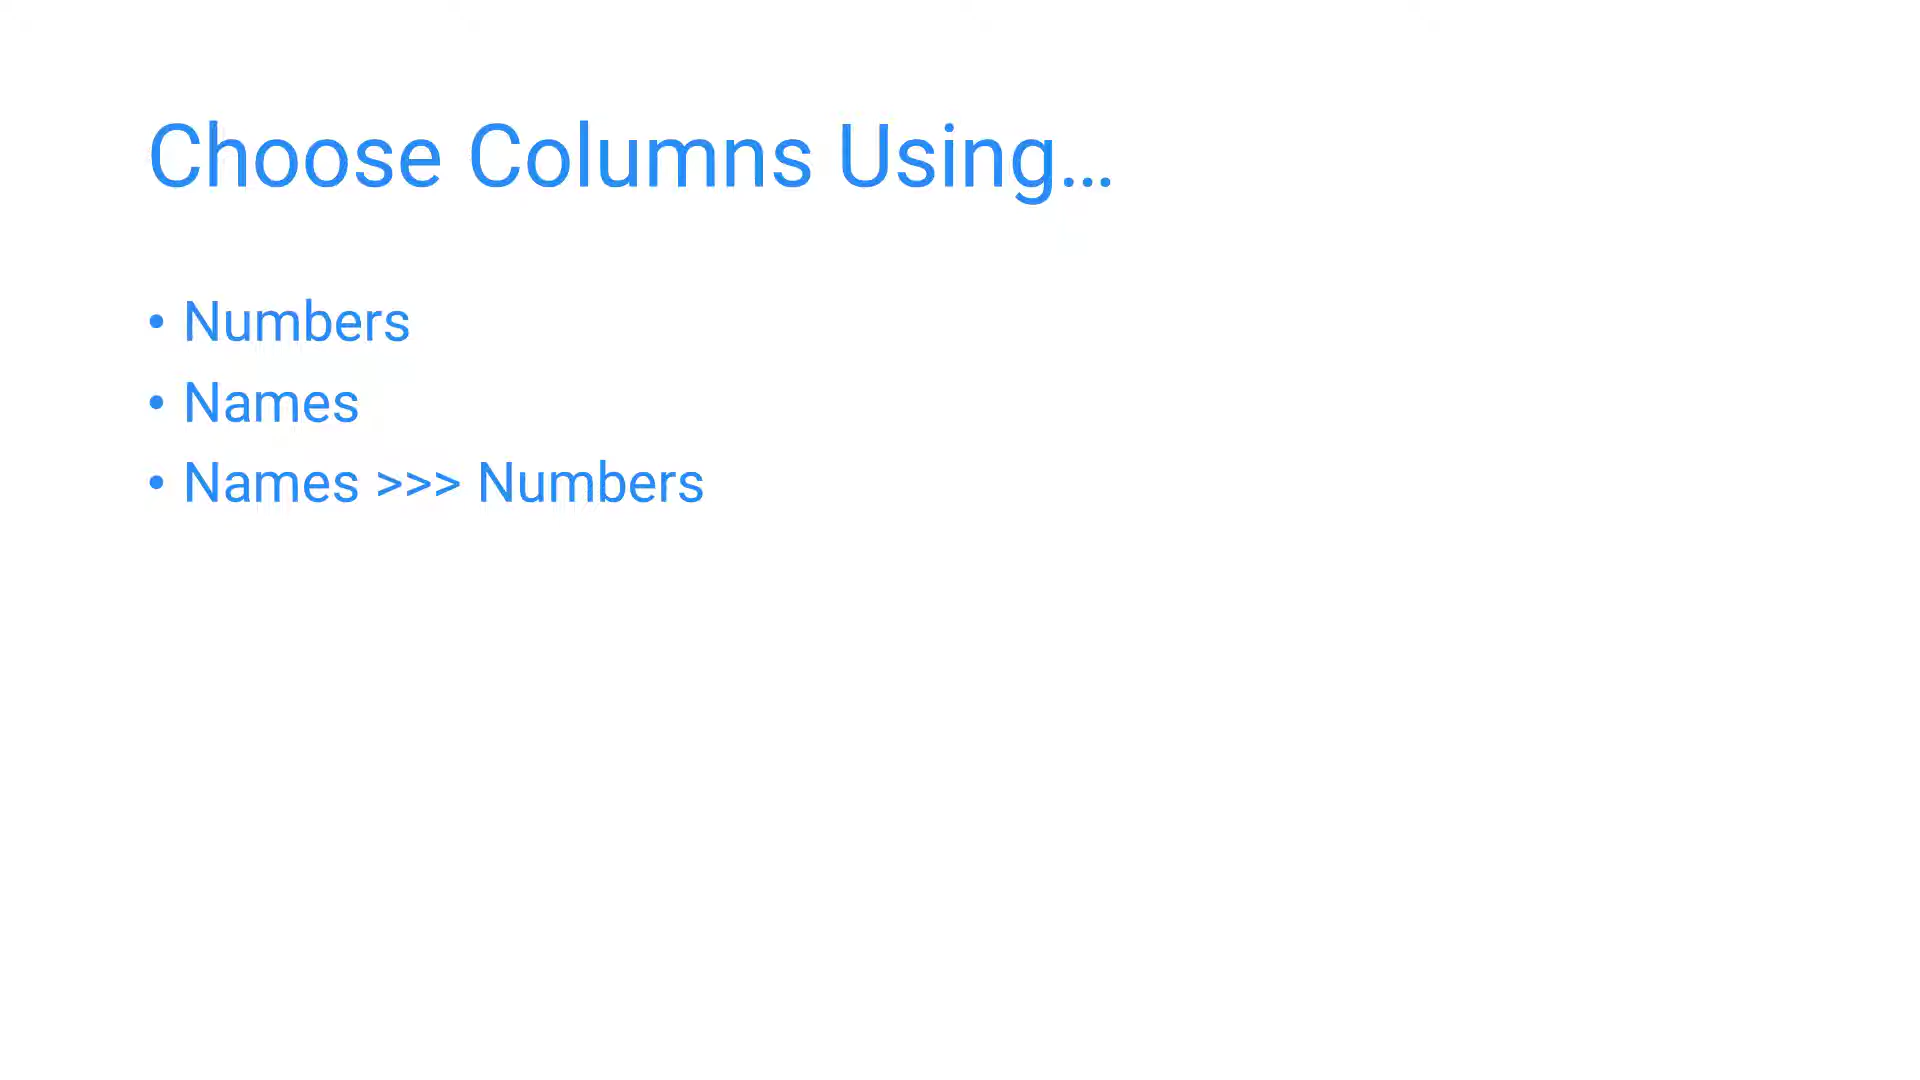 Choose Columns Using...
• Numbers
• Names
• Names >>> Numbers